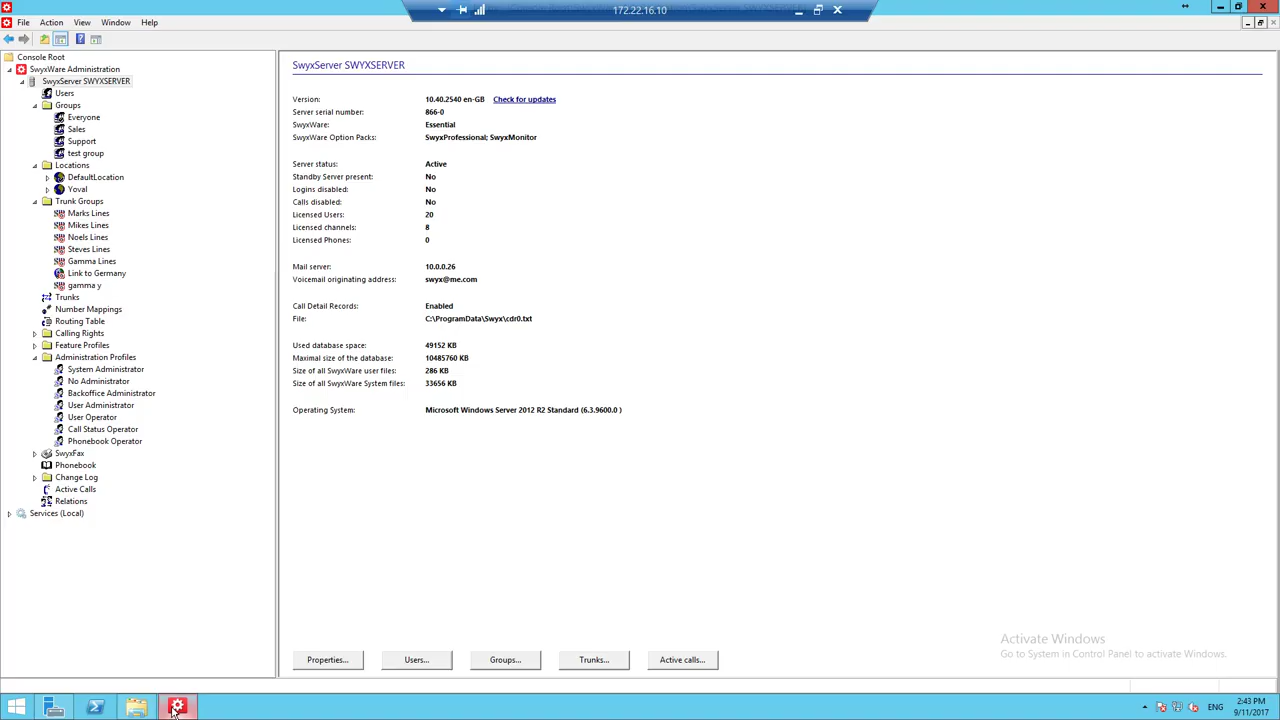 172.22.16.10
File Action View Window Help
Console Root
SwyxWare Administration
SwyxServer SWYXSERVER
Users
Groups
Everyone
Sales
Support
test group
Locations
DefaultLocation
Yoval
Trunk Groups
Marks Lines
Mikes Lines
Noels Lines
Steves Lines
Gamma Lines
Link to Germany
gamma y
Trunks
Number Mappings
Routing Table
Calling Rights
Feature Profiles
Administration Profiles
System Administrator
No Administrator
Backoffice Administrator
User Administrator
User Operator
Call Status Operator
Phonebook Operator
SwyxFax
Phonebook
Change Log
Active Calls
Relations
Services (Local)
SwyxServer SWYXSERVER
Version: 10.40.2540 en-GB Check for updates
Server serial number: 866-0
SwyxWare: Essential
SwyxWare Option Packs: SwyxProfessional; SwyxMonitor
Server status: Active
Standby Server present: No
Logins disabled: No
Calls disabled: No
Licensed Users: 20
Licensed channels: 8
Licensed Phones: 0
Mail server: 10.0.0.26
Voicemail originating address: swyx@me.com
Call Detail Records: Enabled
File: C:\ProgramData\Swyx\cdr0.txt
Used database space: 49152 KB
Maximal size of the database: 10485760 KB
Size of all SwyxWare user files: 286 KB
Size of all SwyxWare System files: 33656 KB
Operating System: Microsoft Windows Server 2012 R2 Standard (6.3.9600.0 )
Properties... Users... Groups... Trunks... Active calls...
Activate Windows
Go to System in Control Panel to activate Windows.
ENG
2:43 PM
9/11/2017